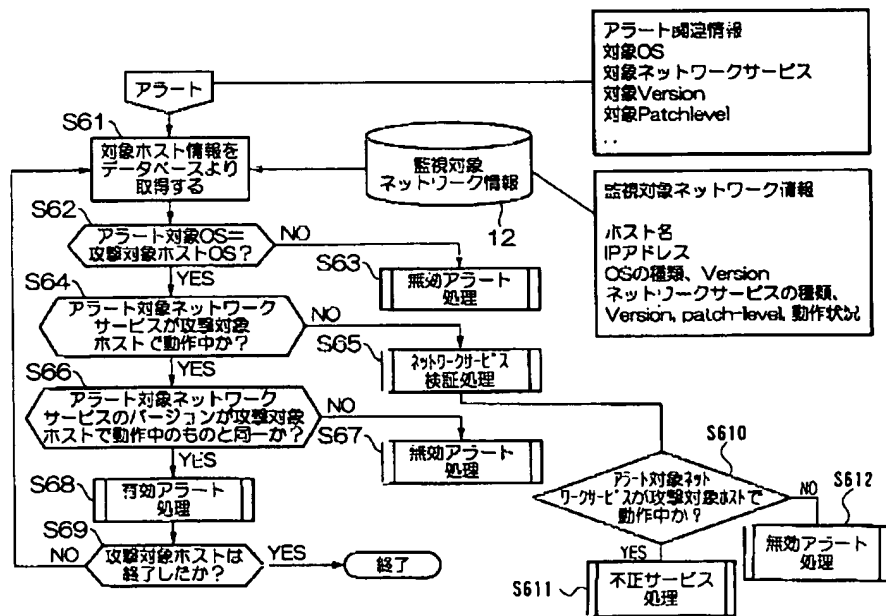 アラート
アラート関連情報
対象OS
対象ネットワークサービス
対象Version
対象Patchlevel
..
S61
対象ホスト情報を
データベースより
取得する
監視対象
ネットワーク情報
12
監視対象ネットワーク情報
ホスト名
IPアドレス
OSの種類、Version
ネットワークサービスの種類、
Version, patch-level, 動作状況
S62
アラート対象OS=
攻撃対象ホストOS?
NO
YES
S63
無効アラート
処理
S64
アラート対象ネットワーク
サービスが攻撃対象
ホストで動作中か?
NO
YES
S65
ネットワークサービス
検証処理
S66
アラート対象ネットワーク
サービスのバージョンが攻撃対象
ホストで動作中のものと同一か?
NO
YES
S67
無効アラート
処理
S68
有効アラート
処理
S69
攻撃対象ホストは
終了したか?
NO
YES
終了
S610
アラート対象ネット
ワークサービスが攻撃対象ホストで
動作中か?
NO
YES
S612
無効アラート
処理
S611
不正サービス
処理